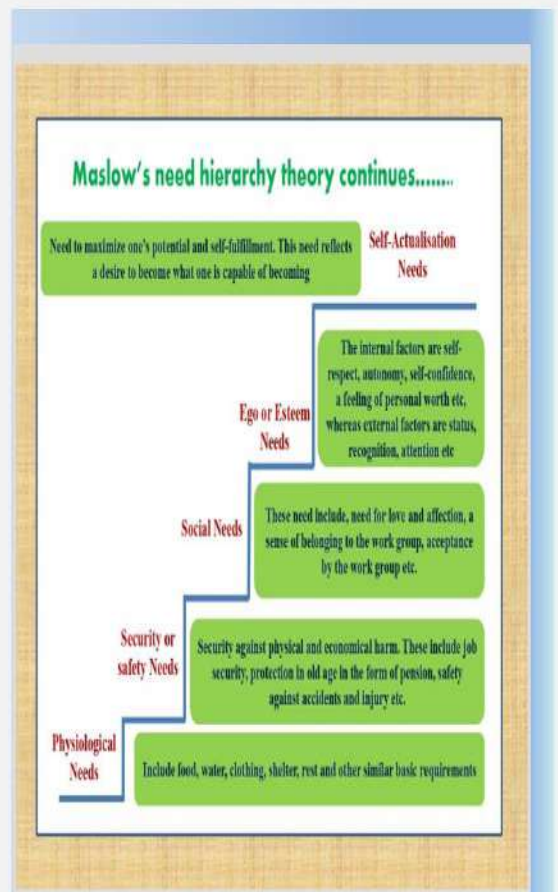 Maslow's need hierarchy theory continues........
Need to maximize one's potential and self-fulfillment. This need reflects
a desire to become what one is capable of becoming
Self-Actualisation
Needs
The internal factors are self-
respect, autonomy, self-confidence,
a feeling of personal worth etc,
whereas external factors are status,
recognition, attention etc
Ego or Esteem
Needs
These need include, need for love and affection, a
sense of belonging to the work group, acceptance
by the work group etc.
Social Needs
Security against physical and economical harm. These include job
security, protection in old age in the form of pension, safety
against accidents and injury etc.
Security or
safety Needs
Physiological
Needs
Include food, water, clothing, shelter, rest and other similar basic requirements